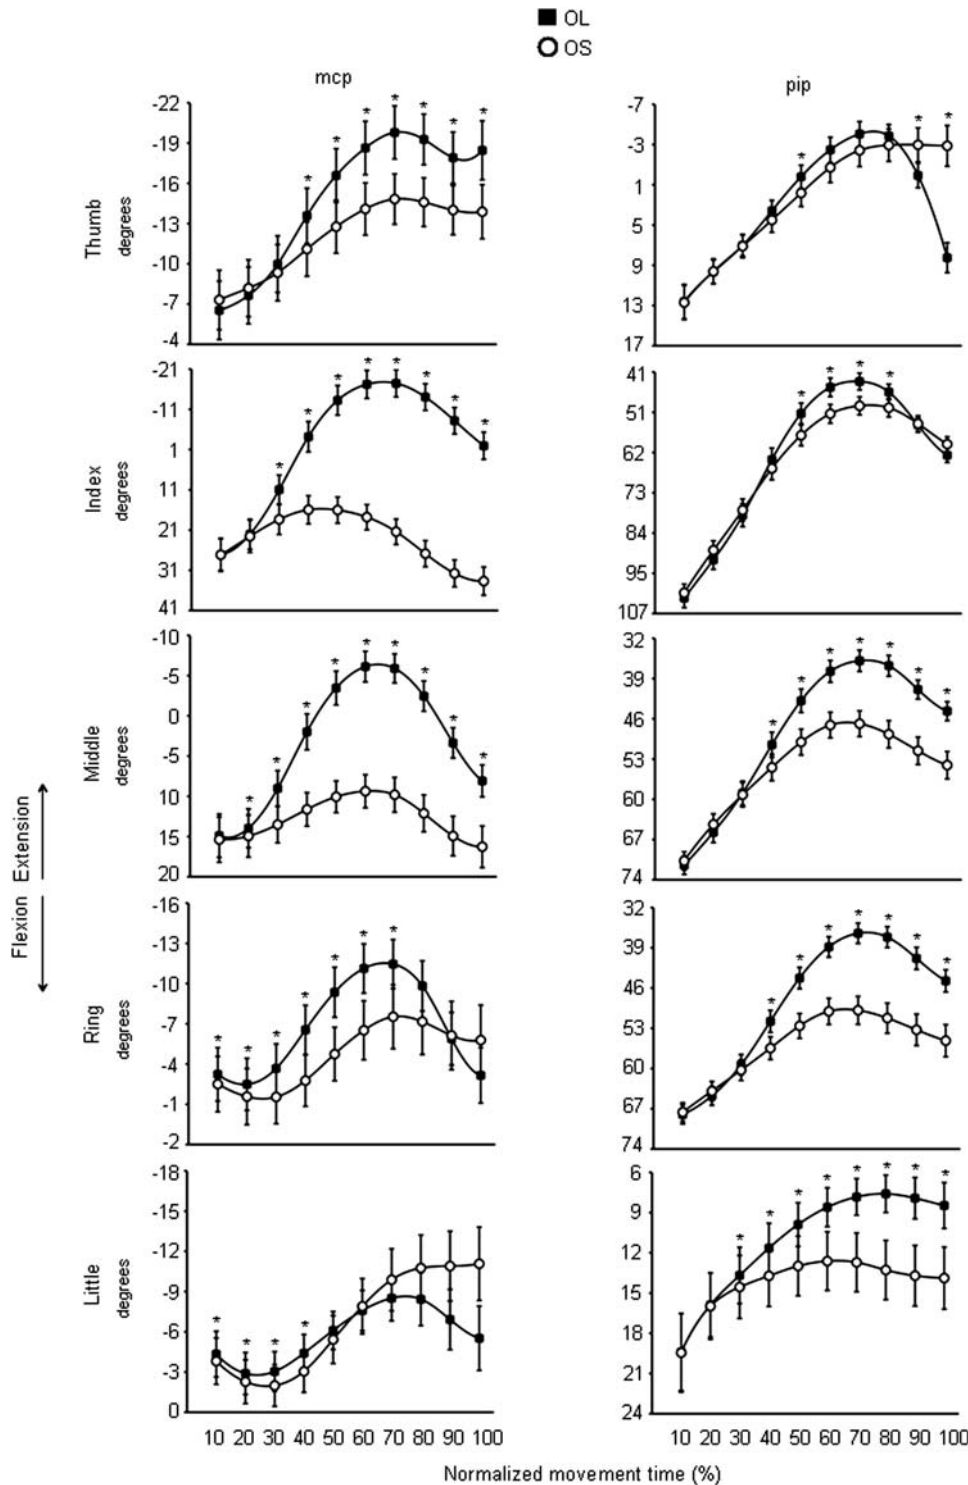 OL
OS
mcp
pip
Thumb
degrees
-22
-19
-16
-13
-10
-7
-4
* * * * * * *
-7
-3
1
5
9
13
17
* * *
Index
degrees
-21
-11
1
11
21
31
41
* * * * * * * *
41
51
62
73
84
95
107
* * * *
Middle
degrees
-10
-5
0
-5
10
15
20
* * * * * * * * *
32
39
46
53
60
67
74
* * * * * * *
Flexion Extension
Ring
degrees
-16
-13
-10
-7
-4
-1
-2
* * * * * * *
32
39
46
53
60
67
74
* * * * * * *
Little
degrees
-18
-15
-12
-9
-6
-3
0
* * * *
6
9
12
15
18
21
24
* * * * * * * *
10 20 30 40 50 60 70 80 90 100
10 20 30 40 50 60 70 80 90 100
Normalized movement time (%)